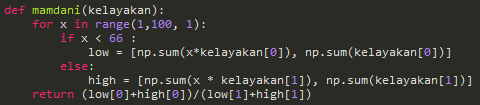 def mamdani(kelayakan):
    for x in range(1,100, 1):
        if x < 66 :
            low = [np.sum(x*kelayakan[0]), np.sum(kelayakan[0])]
        else:
            high = [np.sum(x * kelayakan[1]), np.sum(kelayakan[1])]
    return (low[0]+high[0])/(low[1]+high[1])